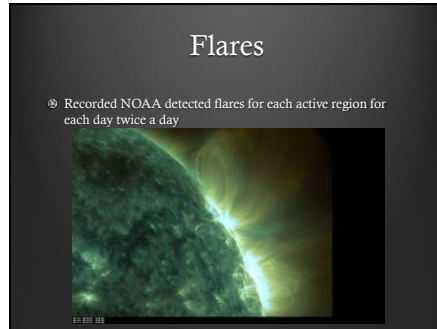 Flares
Recorded NOAA detected flares for each active region for
each day twice a day